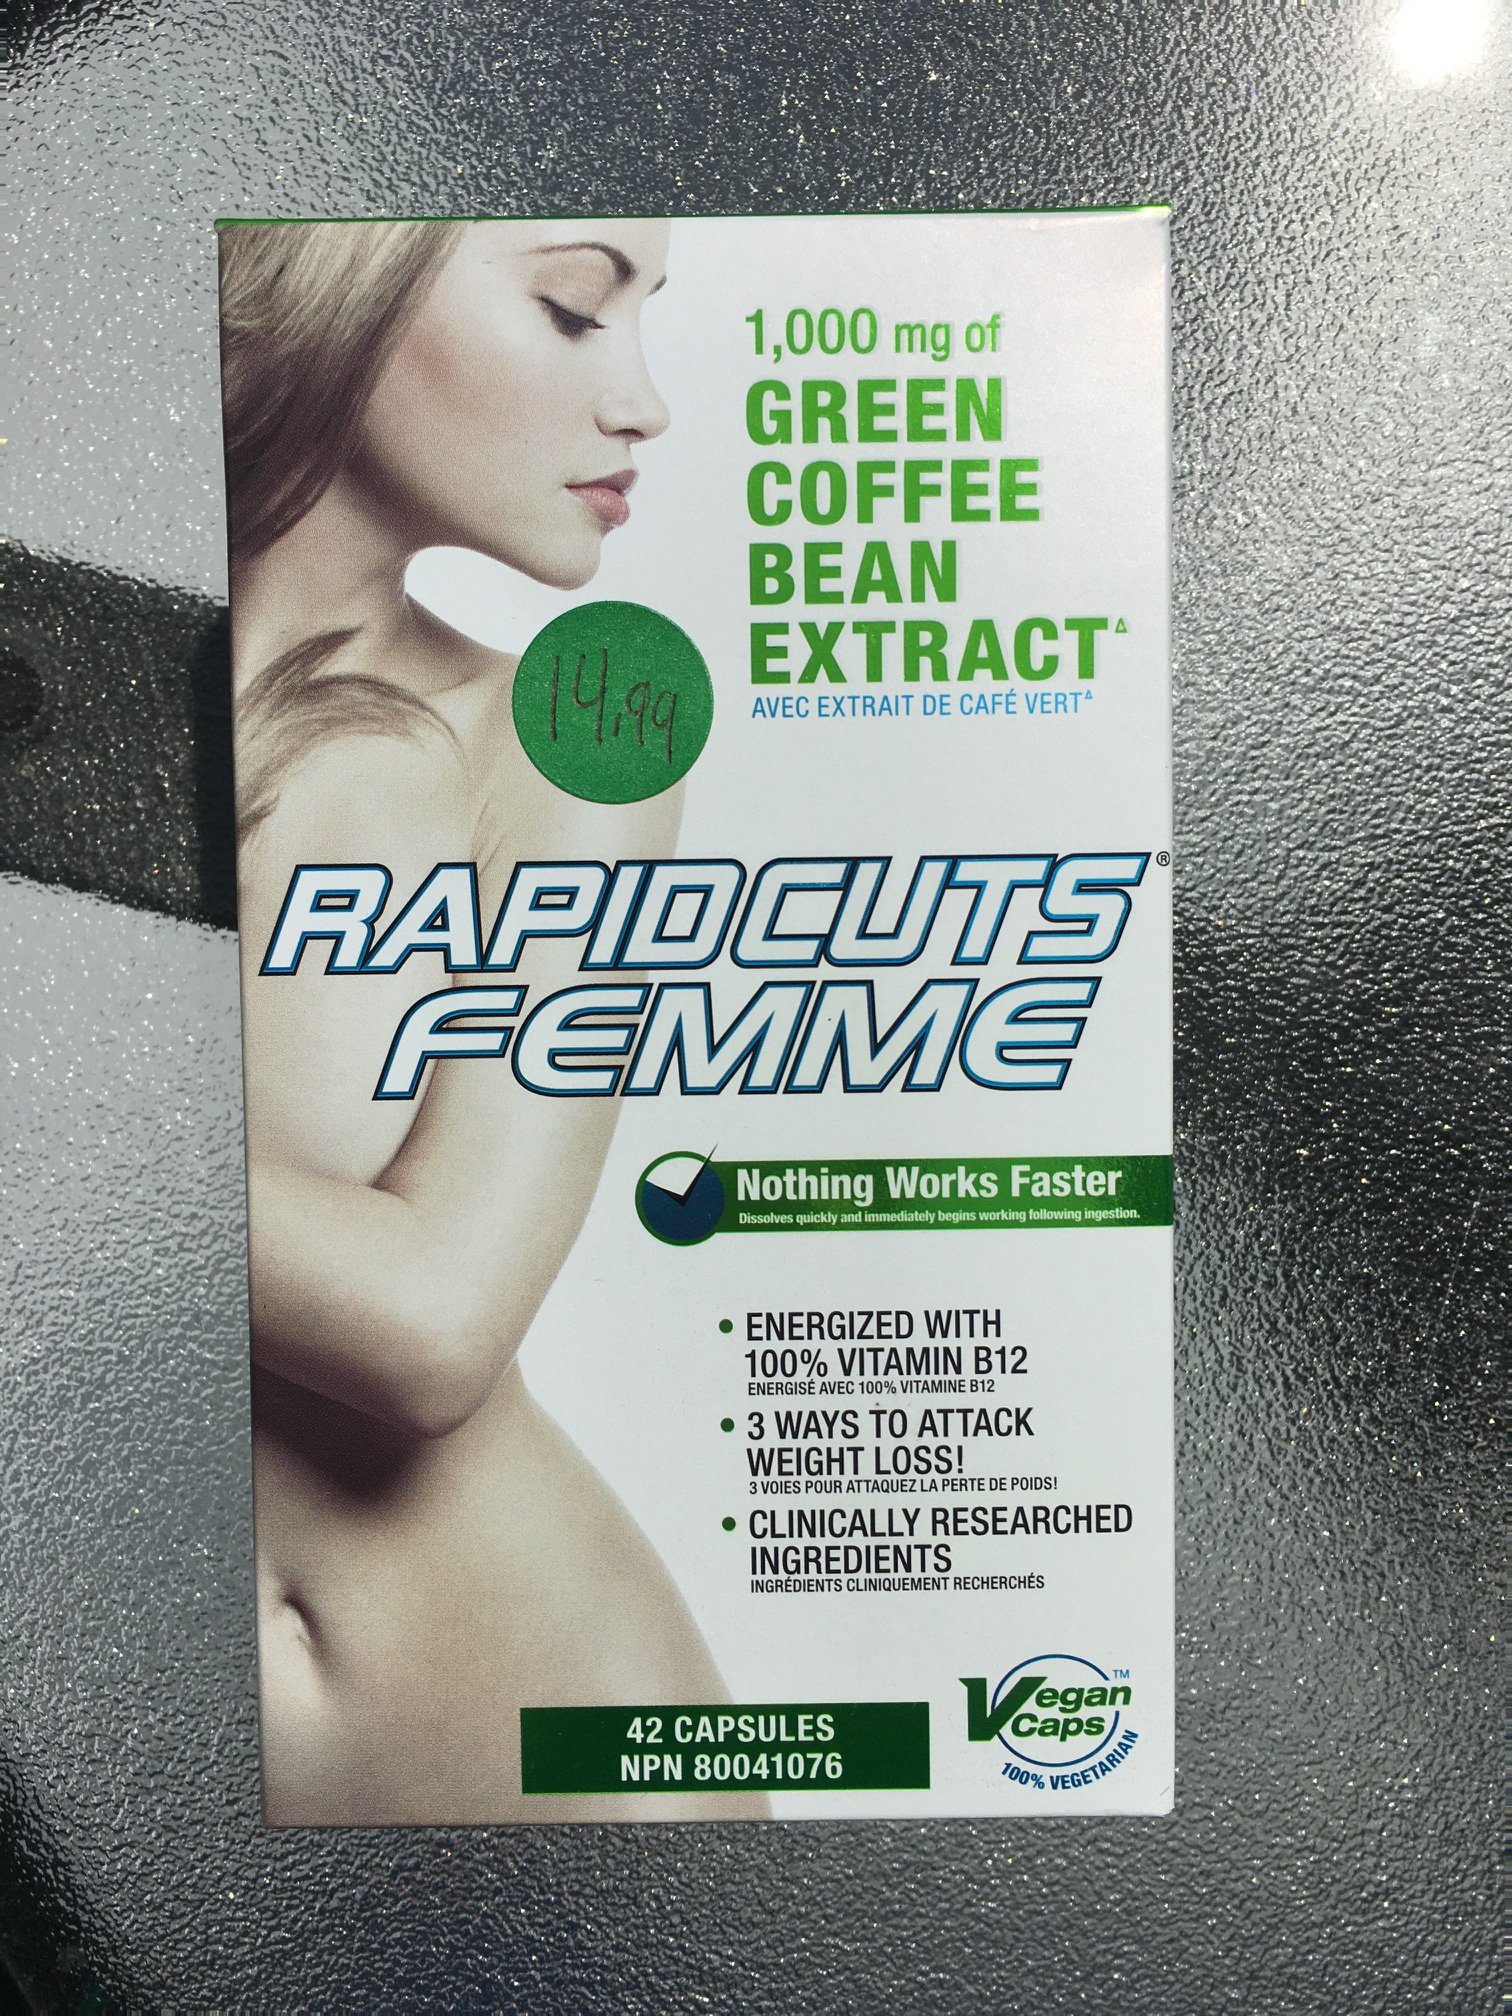 1,000 mg of
GREEN
COFFEE
BEAN
EXTRACT∆
AVEC EXTRAIT DE CAFÉ VERT∆
14.99
RAPIDCUTS®
FEMME
Nothing Works Faster
Dissolves quickly and immediately begins working following ingestion.
• ENERGIZED WITH
100% VITAMIN B12
ENERGISÉ AVEC 100% VITAMINE B12
• 3 WAYS TO ATTACK
WEIGHT LOSS!
3 VOIES POUR ATTAQUEZ LA PERTE DE POIDS!
• CLINICALLY RESEARCHED
INGREDIENTS
INGRÉDIENTS CLINIQUEMENT RECHERCHÉS
42 CAPSULES
NPN 80041076
Vegan™
Caps
100% VEGETARIAN